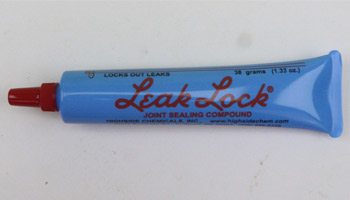 LOCKS OUT LEAKS 38 grams (1.33 oz.)
Leak Lock®
JOINT SEALING COMPOUND
HIGHSIDE CHEMICALS, INC. www.highsidechem.com